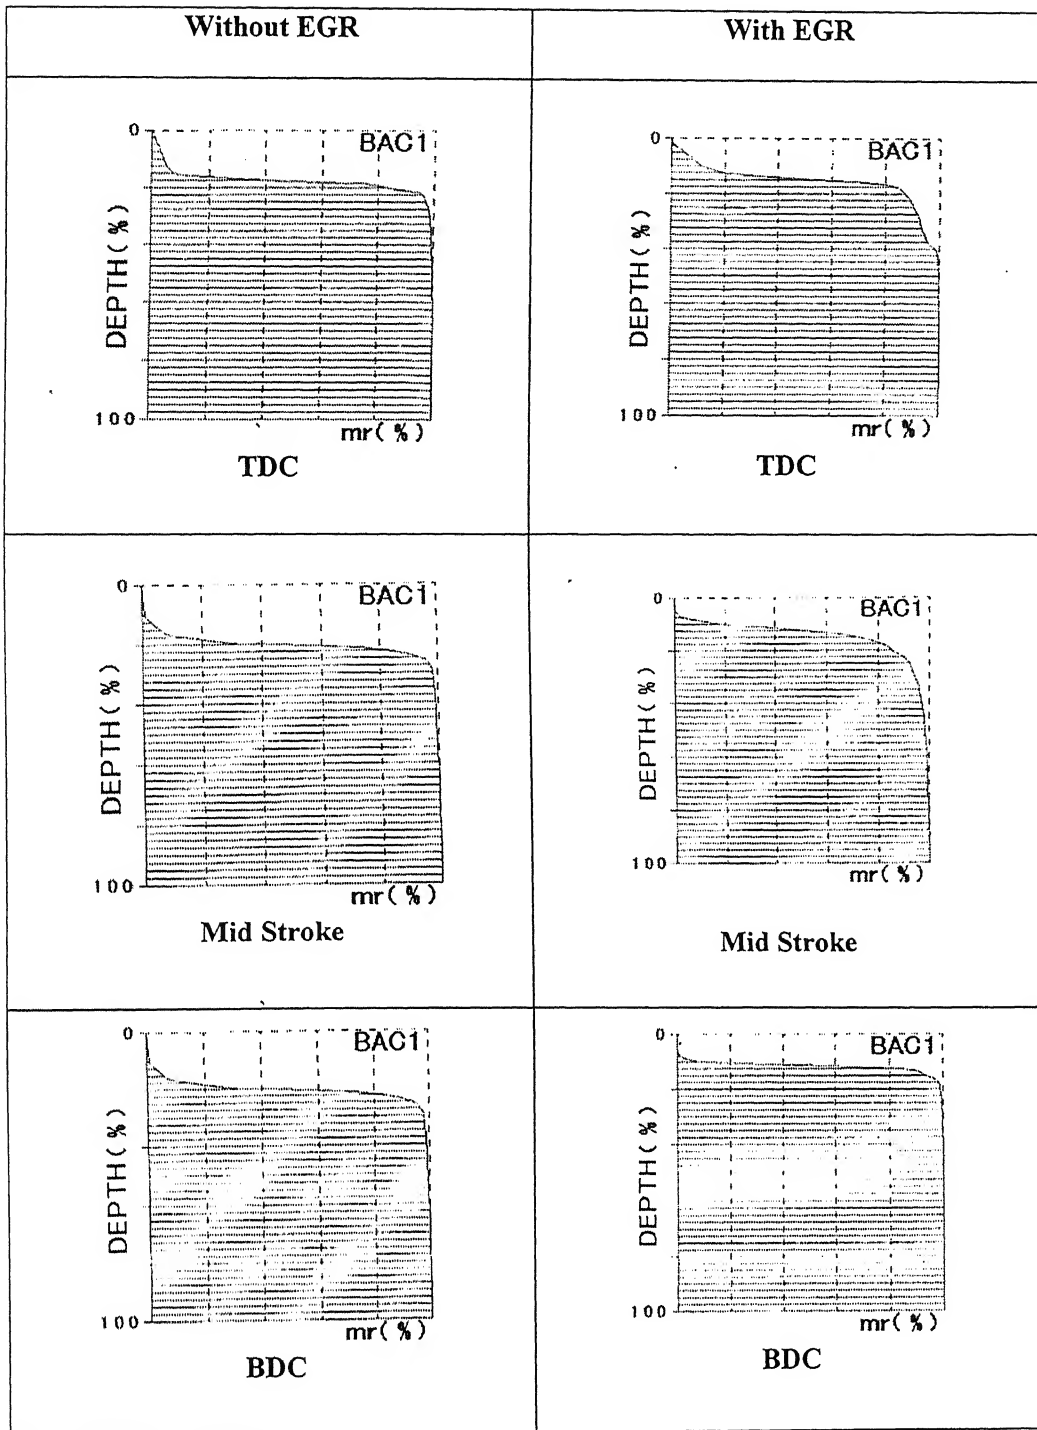 Without EGR
With EGR
0
BAC1
DEPTH(%)
100
mr(%)
TDC
0
BAC1
DEPTH(%)
100
mr(%)
TDC
0
BAC1
DEPTH(%)
100
mr(%)
Mid Stroke
0
BAC1
DEPTH(%)
100
mr(%)
Mid Stroke
0
BAC1
DEPTH(%)
100
mr(%)
BDC
0
BAC1
DEPTH(%)
100
mr(%)
BDC